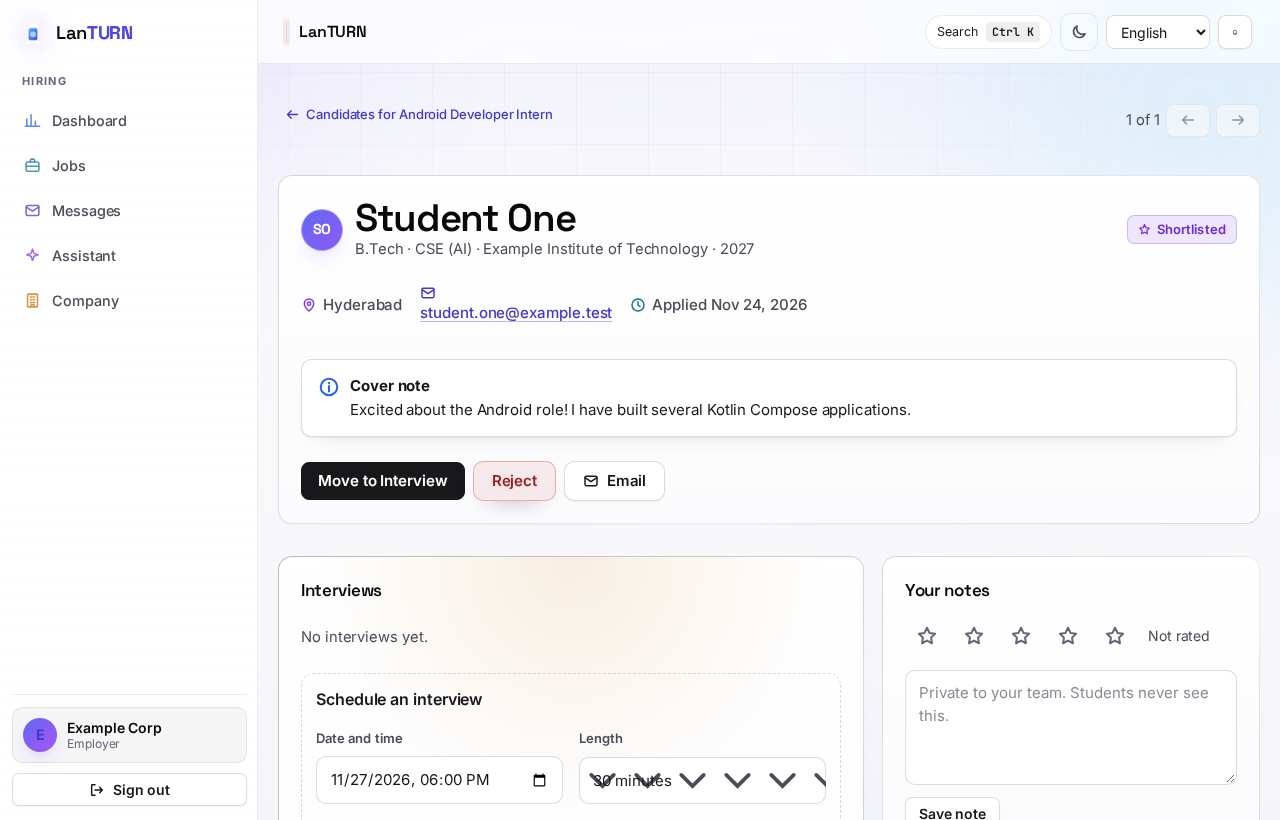 LanTURN
HIRING
Dashboard
Jobs
Messages
Assistant
Company
Example Corp
E
Employer
Sign out
LanTURN
Search Ctrl K
English
Candidates for Android Developer Intern
1 of 1
SO
Student One
B.Tech · CSE (AI) · Example Institute of Technology · 2027
Shortlisted
Hyderabad
student.one@example.test
Applied Nov 24, 2026
Cover note
Excited about the Android role! I have built several Kotlin Compose applications.
Move to Interview
Reject
Email
Interviews
No interviews yet.
Schedule an interview
Date and time
Length
11/27/2026, 06:00 PM
30 minutes
Your notes
Not rated
Private to your team. Students never see
this.
Save note